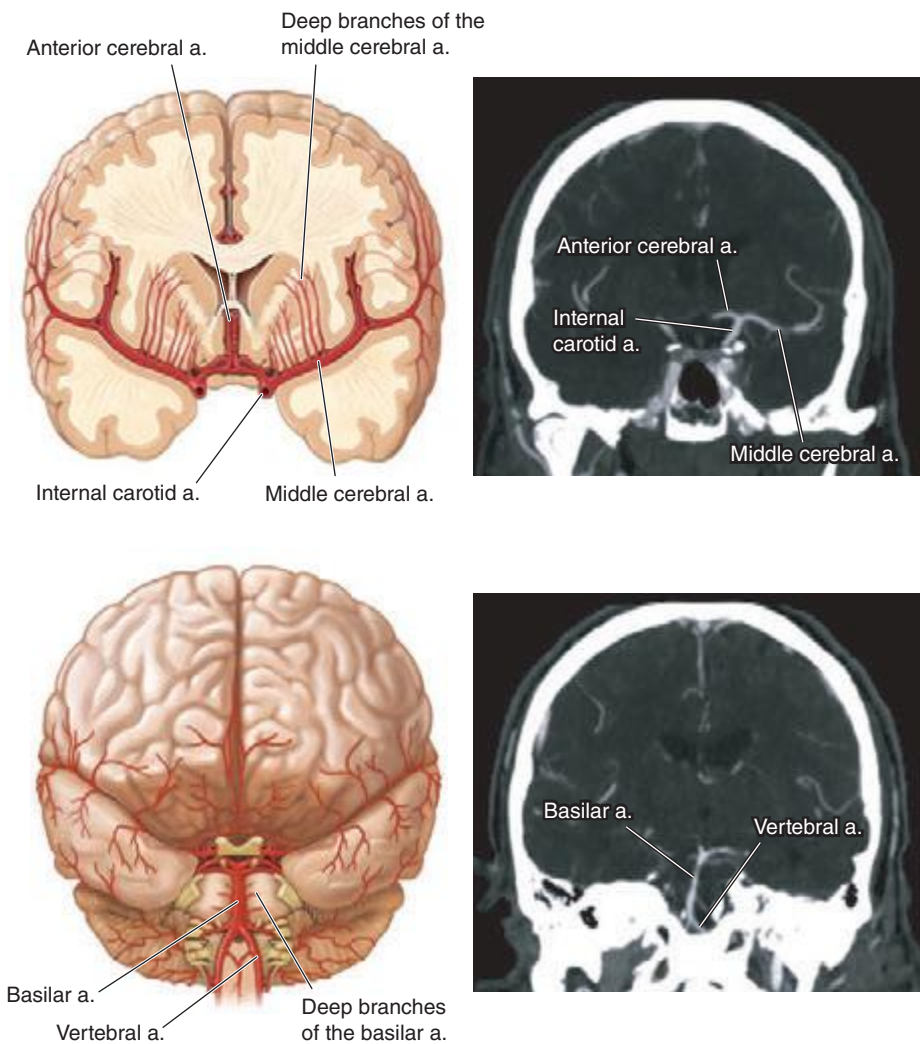 Deep branches of the
middle cerebral a.
Anterior cerebral a.
Anterior cerebral a.
Internal
carotid a.
Middle cerebral a.
Internal carotid a.
Middle cerebral a.
Basilar a.
Vertebral a.
Basilar a.
Vertebral a.
Deep branches
of the basilar a.